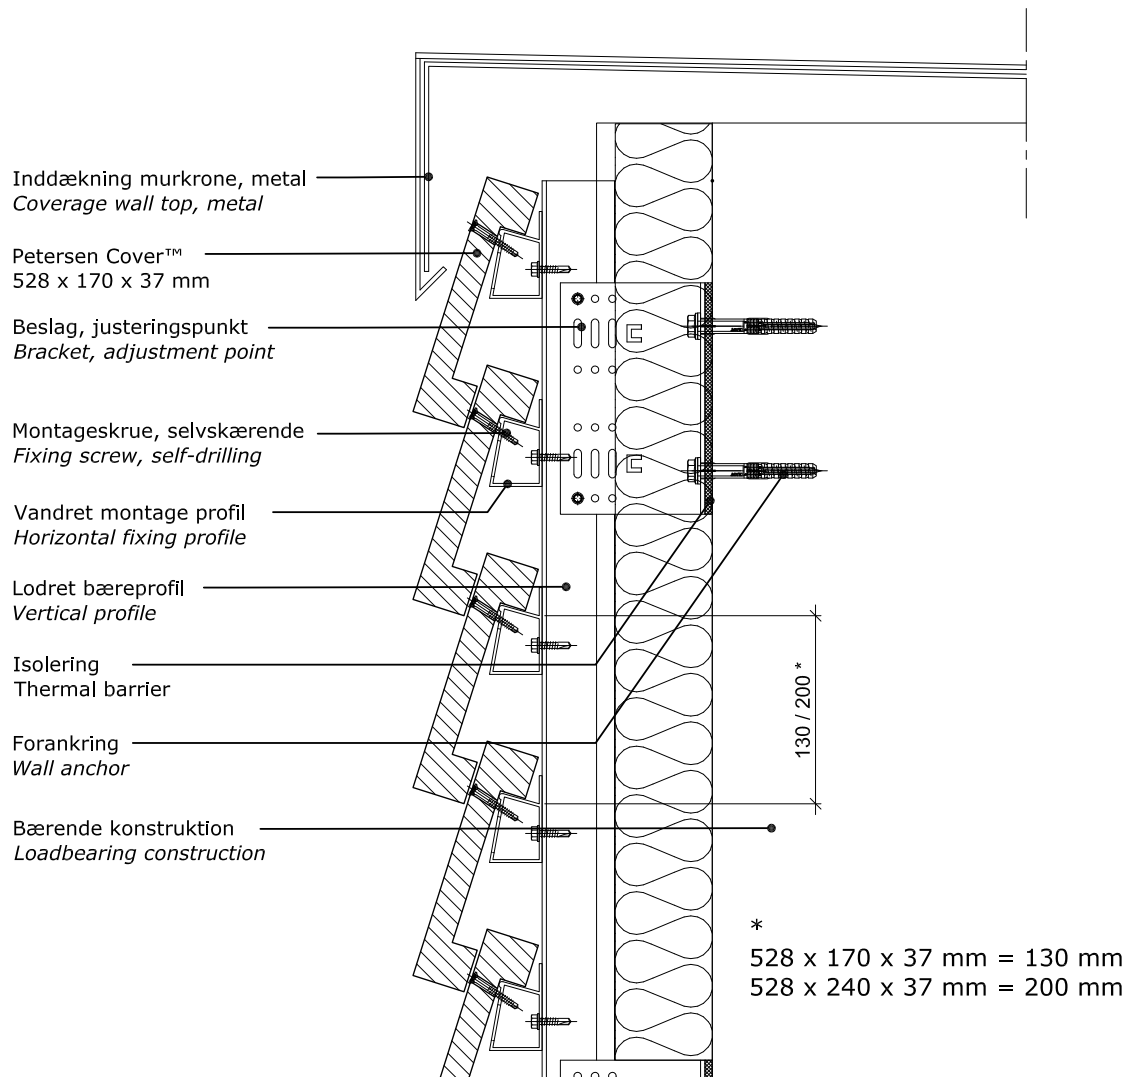 Inddækning murkrone, metal
Coverage wall top, metal
Petersen Cover™
528 x 170 x 37 mm
Beslag, justeringspunkt
Bracket, adjustment point
Montageskrue, selvskærende
Fixing screw, self-drilling
Vandret montage profil
Horizontal fixing profile
Lodret bæreprofil
Vertical profile
Isolering
Thermal barrier
Forankring
Wall anchor
Bærende konstruktion
Loadbearing construction
130 / 200 *
*
528 x 170 x 37 mm = 130 mm
528 x 240 x 37 mm = 200 mm